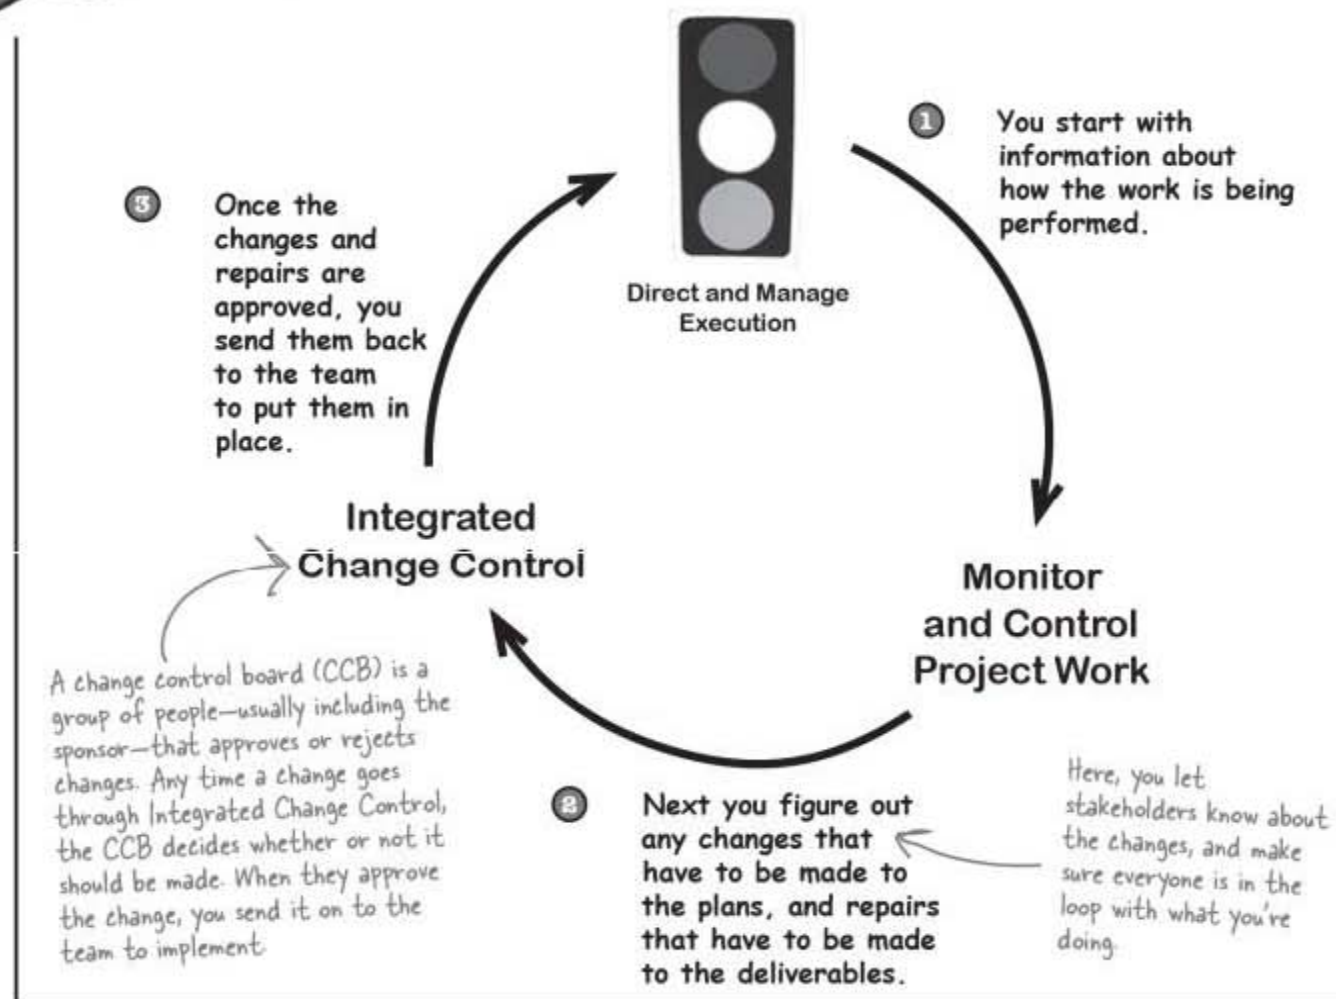 1
You start with
information about
how the work is being
performed.
3
Once the
changes and
repairs are
approved, you
send them back
to the team
to put them in
place.
Direct and Manage
Execution
Integrated
Change Control
Monitor
and Control
Project Work
A change control board (CCB) is a
group of people—usually including the
sponsor—that approves or rejects
changes. Any time a change goes
through Integrated Change Control,
the CCB decides whether or not it
should be made. When they approve
the change, you send it on to the
team to implement.
2
Next you figure out
any changes that
have to be made to
the plans, and repairs
that have to be made
to the deliverables.
Here, you let
stakeholders know about
the changes, and make
sure everyone is in the
loop with what you're
doing.